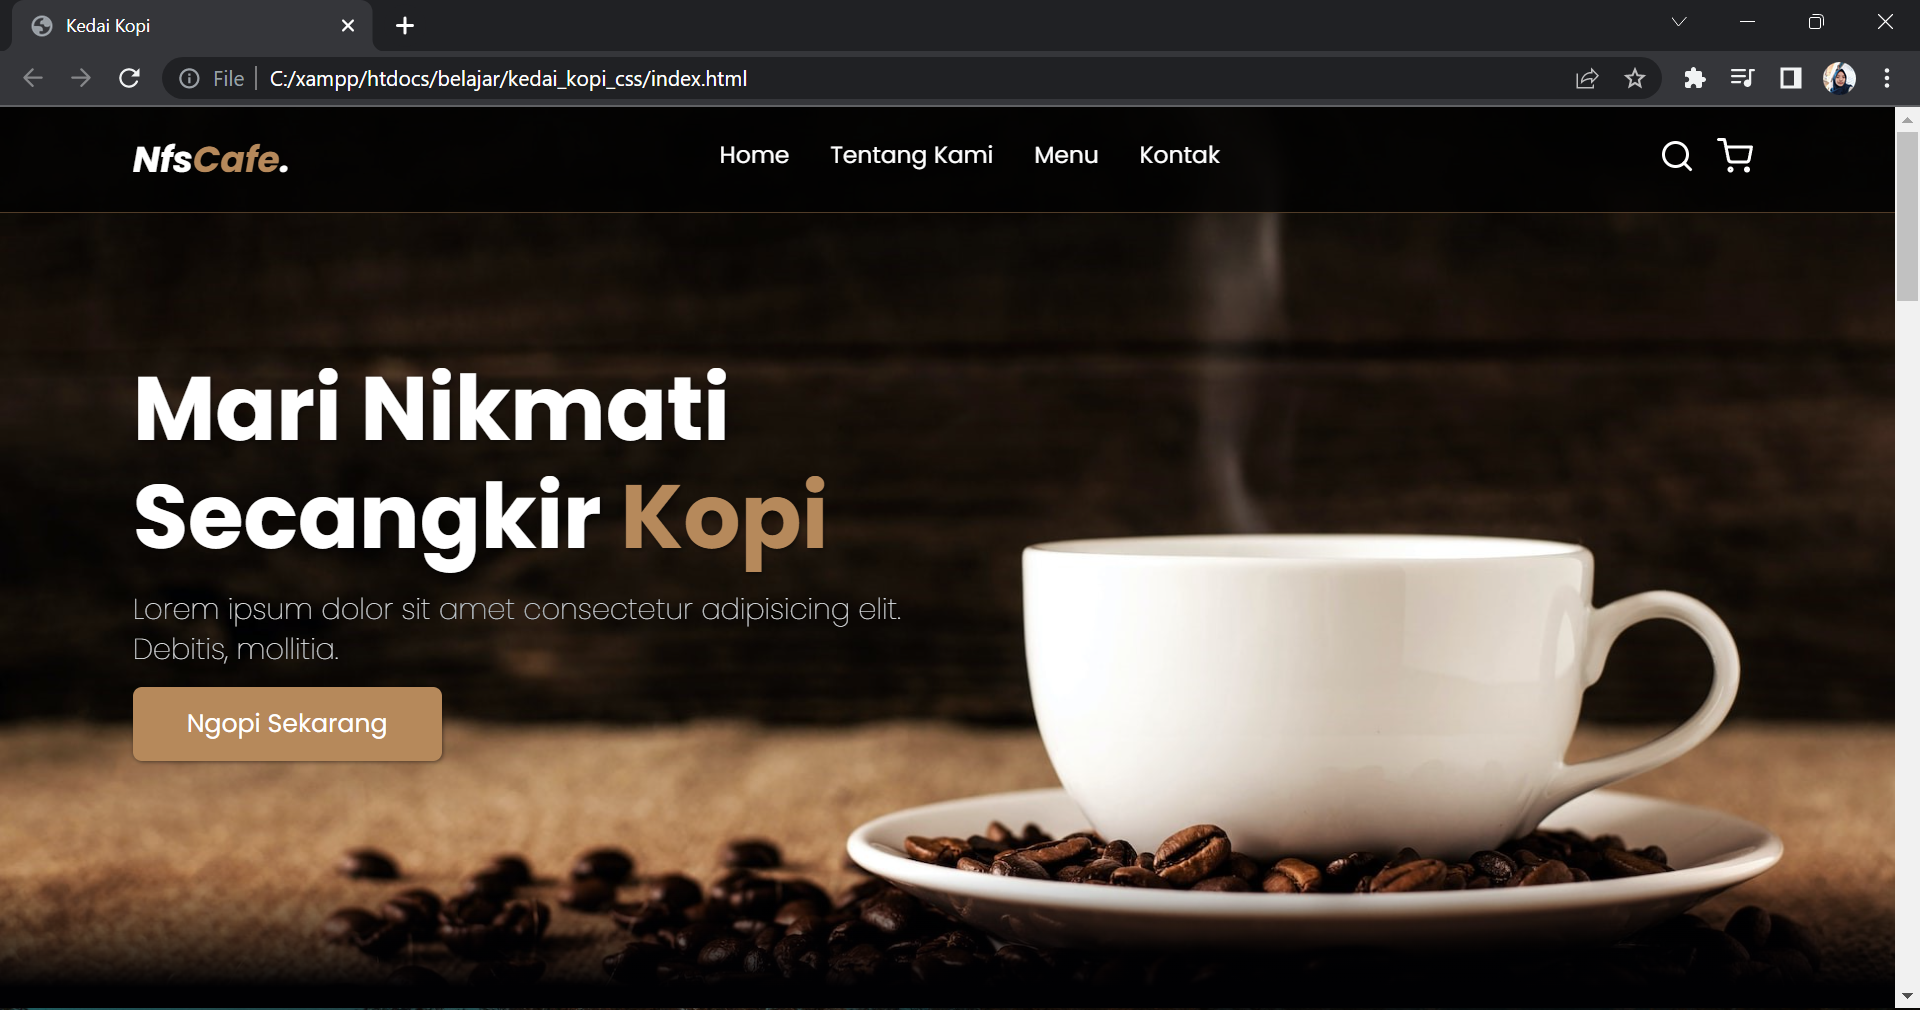 Kedai Kopi
File
C:/xampp/htdocs/belajar/kedai_kopi_css/index.html
NfsCafe.
Home
Tentang Kami
Menu
Kontak
Mari Nikmati
Secangkir Kopi
Lorem ipsum dolor sit amet consectetur adipisicing elit.
Debitis, mollitia.
Ngopi Sekarang